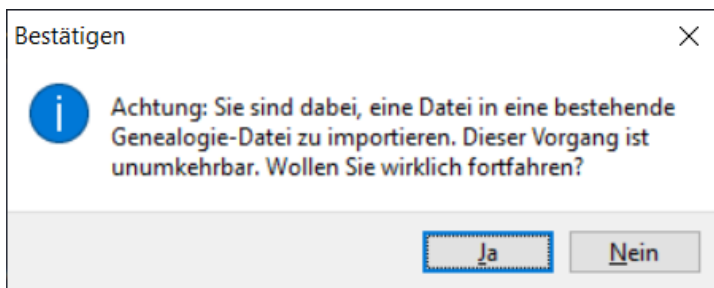 Bestätigen
Achtung: Sie sind dabei, eine Datei in eine bestehende
Genealogie-Datei zu importieren. Dieser Vorgang ist
unumkehrbar. Wollen Sie wirklich fortfahren?
Ja
Nein